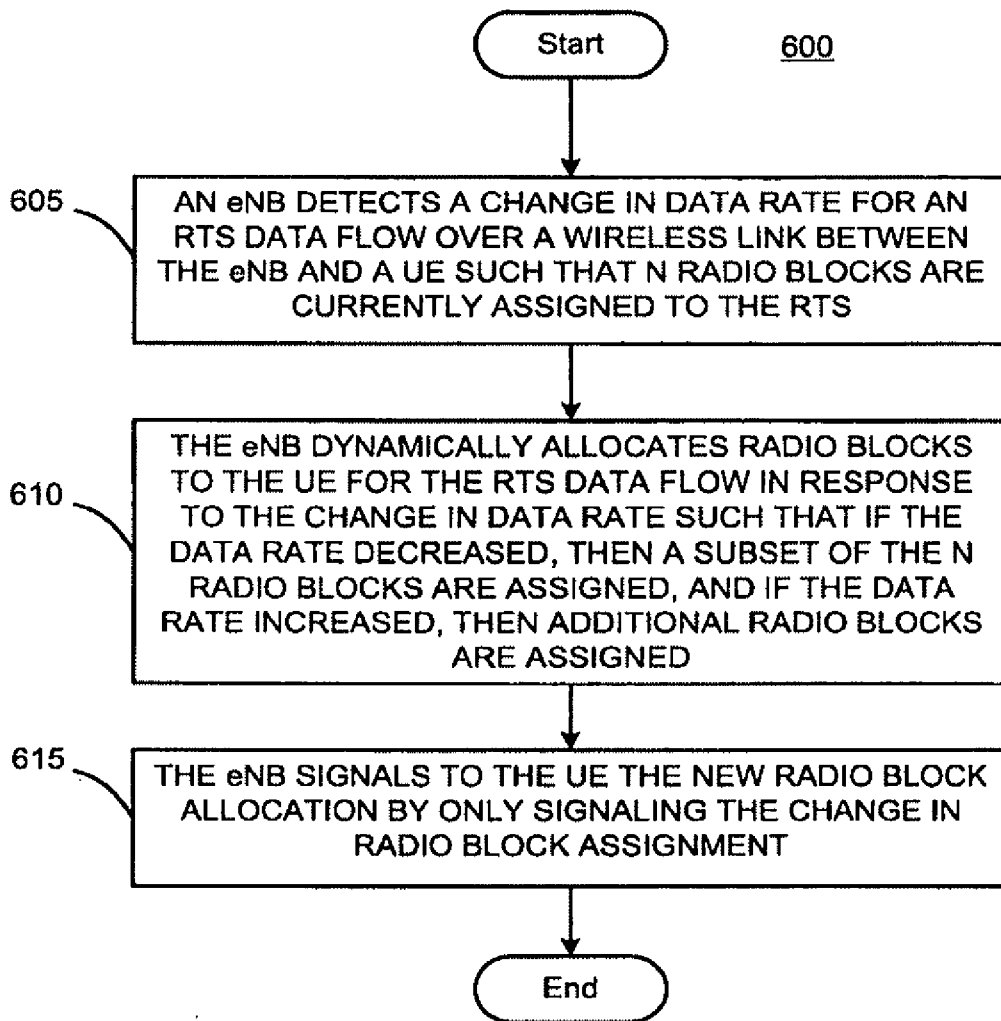 Start
600
605
AN eNB DETECTS A CHANGE IN DATA RATE FOR AN
RTS DATA FLOW OVER A WIRELESS LINK BETWEEN
THE eNB AND A UE SUCH THAT N RADIO BLOCKS ARE
CURRENTLY ASSIGNED TO THE RTS
610
THE eNB DYNAMICALLY ALLOCATES RADIO BLOCKS
TO THE UE FOR THE RTS DATA FLOW IN RESPONSE
TO THE CHANGE IN DATA RATE SUCH THAT IF THE
DATA RATE DECREASED, THEN A SUBSET OF THE N
RADIO BLOCKS ARE ASSIGNED, AND IF THE DATA
RATE INCREASED, THEN ADDITIONAL RADIO BLOCKS
ARE ASSIGNED
615
THE eNB SIGNALS TO THE UE THE NEW RADIO BLOCK
ALLOCATION BY ONLY SIGNALING THE CHANGE IN
RADIO BLOCK ASSIGNMENT
End